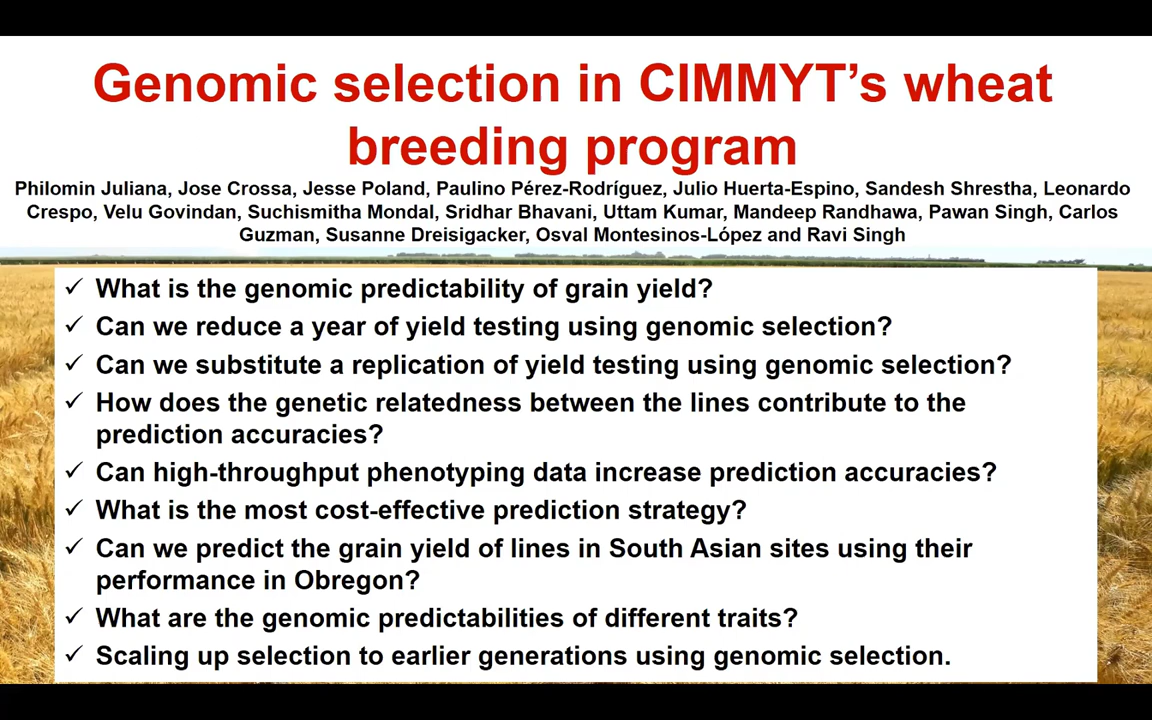 Genomic selection in CIMMYT’s wheat
breeding program
Philomin Juliana, Jose Crossa, Jesse Poland, Paulino Pérez-Rodríguez, Julio Huerta-Espino, Sandesh Shrestha, Leonardo
Crespo, Velu Govindan, Suchismitha Mondal, Sridhar Bhavani, Uttam Kumar, Mandeep Randhawa, Pawan Singh, Carlos
Guzman, Susanne Dreisigacker, Osval Montesinos-López and Ravi Singh
✓ What is the genomic predictability of grain yield?
✓ Can we reduce a year of yield testing using genomic selection?
✓ Can we substitute a replication of yield testing using genomic selection?
✓ How does the genetic relatedness between the lines contribute to the
prediction accuracies?
✓ Can high-throughput phenotyping data increase prediction accuracies?
✓ What is the most cost-effective prediction strategy?
✓ Can we predict the grain yield of lines in South Asian sites using their
performance in Obregon?
✓ What are the genomic predictabilities of different traits?
✓ Scaling up selection to earlier generations using genomic selection.